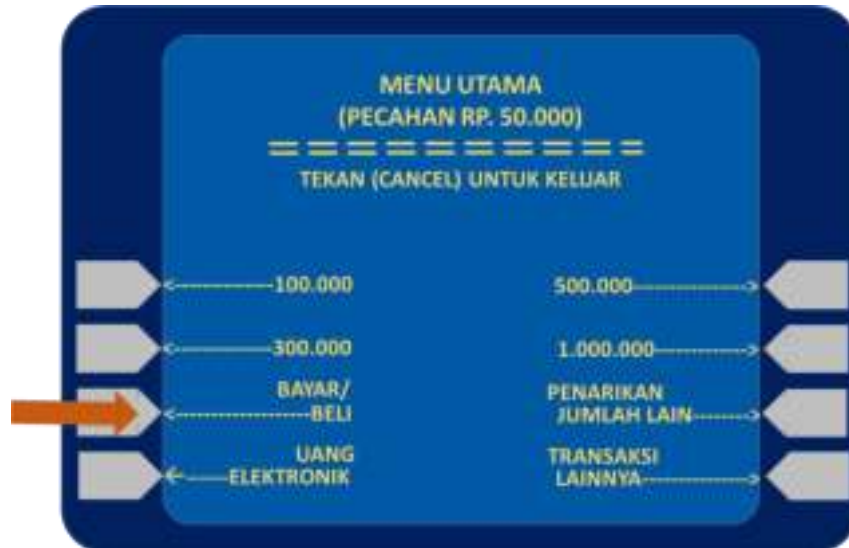 MENU UTAMA
(PECAHAN RP. 50.000)
TEKAN (CANCEL) UNTUK KELUAR
100.000
500.000
300.000
1.000.000
BAYAR/
BELI
PENARIKAN
JUMLAH LAIN
UANG
ELEKTRONIK
TRANSAKSI
LAINNYA